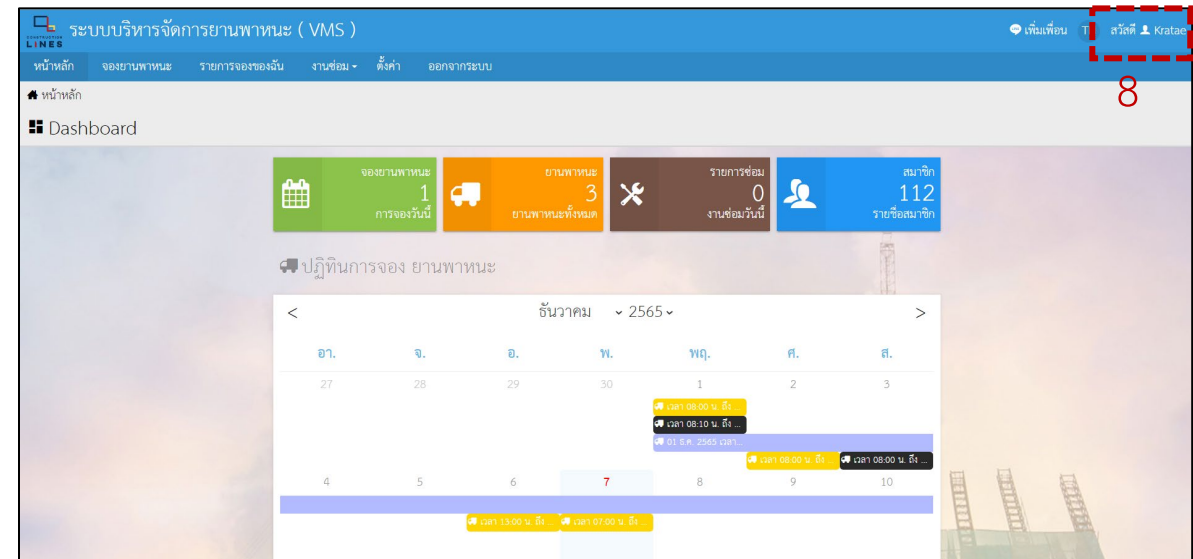 CONSTRUCTION
LINES
ระบบบริหารจัดการยานพาหนะ ( VMS )
เพิ่มเพื่อน
สวัสดี Kratae
หน้าหลัก จองยานพาหนะ รายการจองของฉัน งานซ่อม ตั้งค่า ออกจากระบบ
8
หน้าหลัก
Dashboard
จองยานพาหนะ
1
การจองวันนี้
ยานพาหนะ
3
ยานพาหนะทั้งหมด
รายการซ่อม
0
งานซ่อมวันนี้
สมาชิก
112
รายชื่อสมาชิก
ปฏิทินการจอง ยานพาหนะ
< ธันวาคม 2565 >
อา. จ. อ. พ. พฤ. ศ. ส.
27 28 29 30 1 2 3
เวลา 08:00 น. ถึง ...
เวลา 08:10 น. ถึง ...
01 ธ.ค. 2565 เวลา...
เวลา 08:00 น. ถึง ... เวลา 08:00 น. ถึง ...
4 5 6 7 8 9 10
เวลา 13:00 น. ถึง ... เวลา 07:00 น. ถึง ...